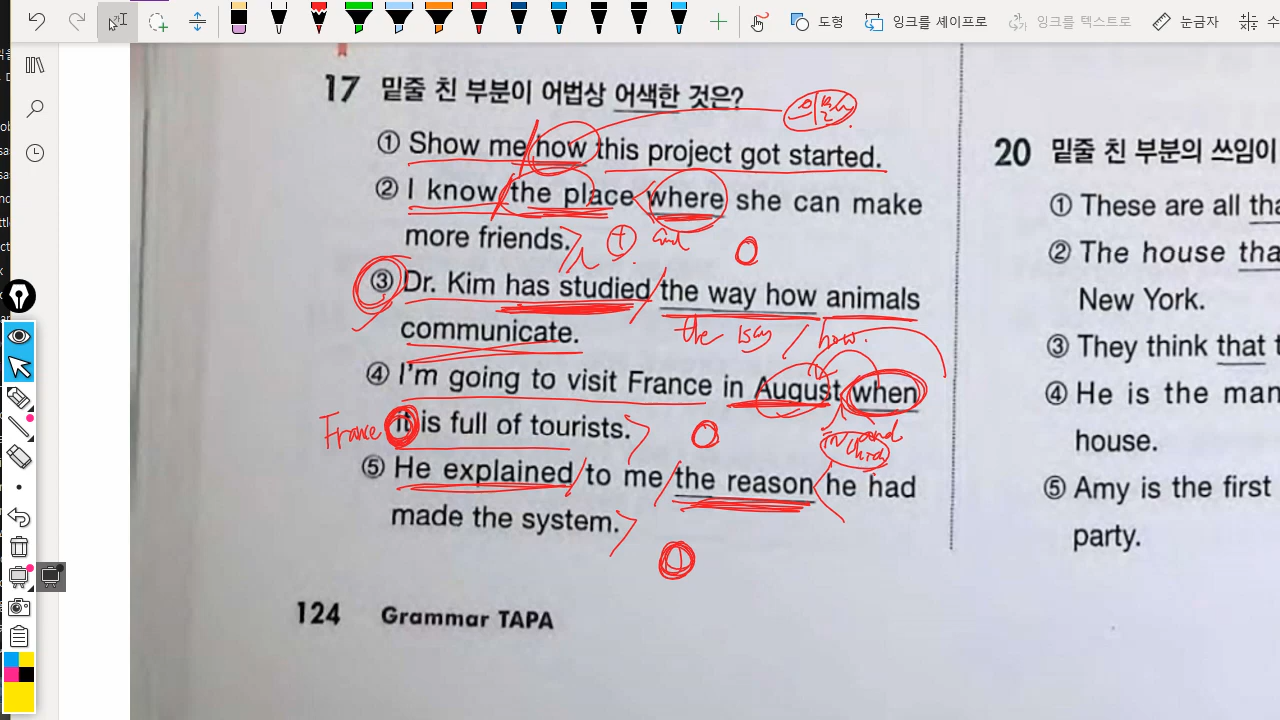 도형
잉크를 셰이프로
잉크를 텍스트로
눈금자
수
17 밑줄 친 부분이 어법상 어색한 것은?
① Show me how this project got started.
② I know the place where she can make
more friends.
and
③ Dr. Kim has studied the way how animals
communicate.
the way / how.
④ I'm going to visit France in August when
France it is full of tourists.
⑤ He explained to me the reason he had
made the system.
124 Grammar TAPA
20 밑줄 친 부분의 쓰임이
① These are all tha
② The house tha
New York.
③ They think that t
④ He is the man
house.
⑤ Amy is the first
party.